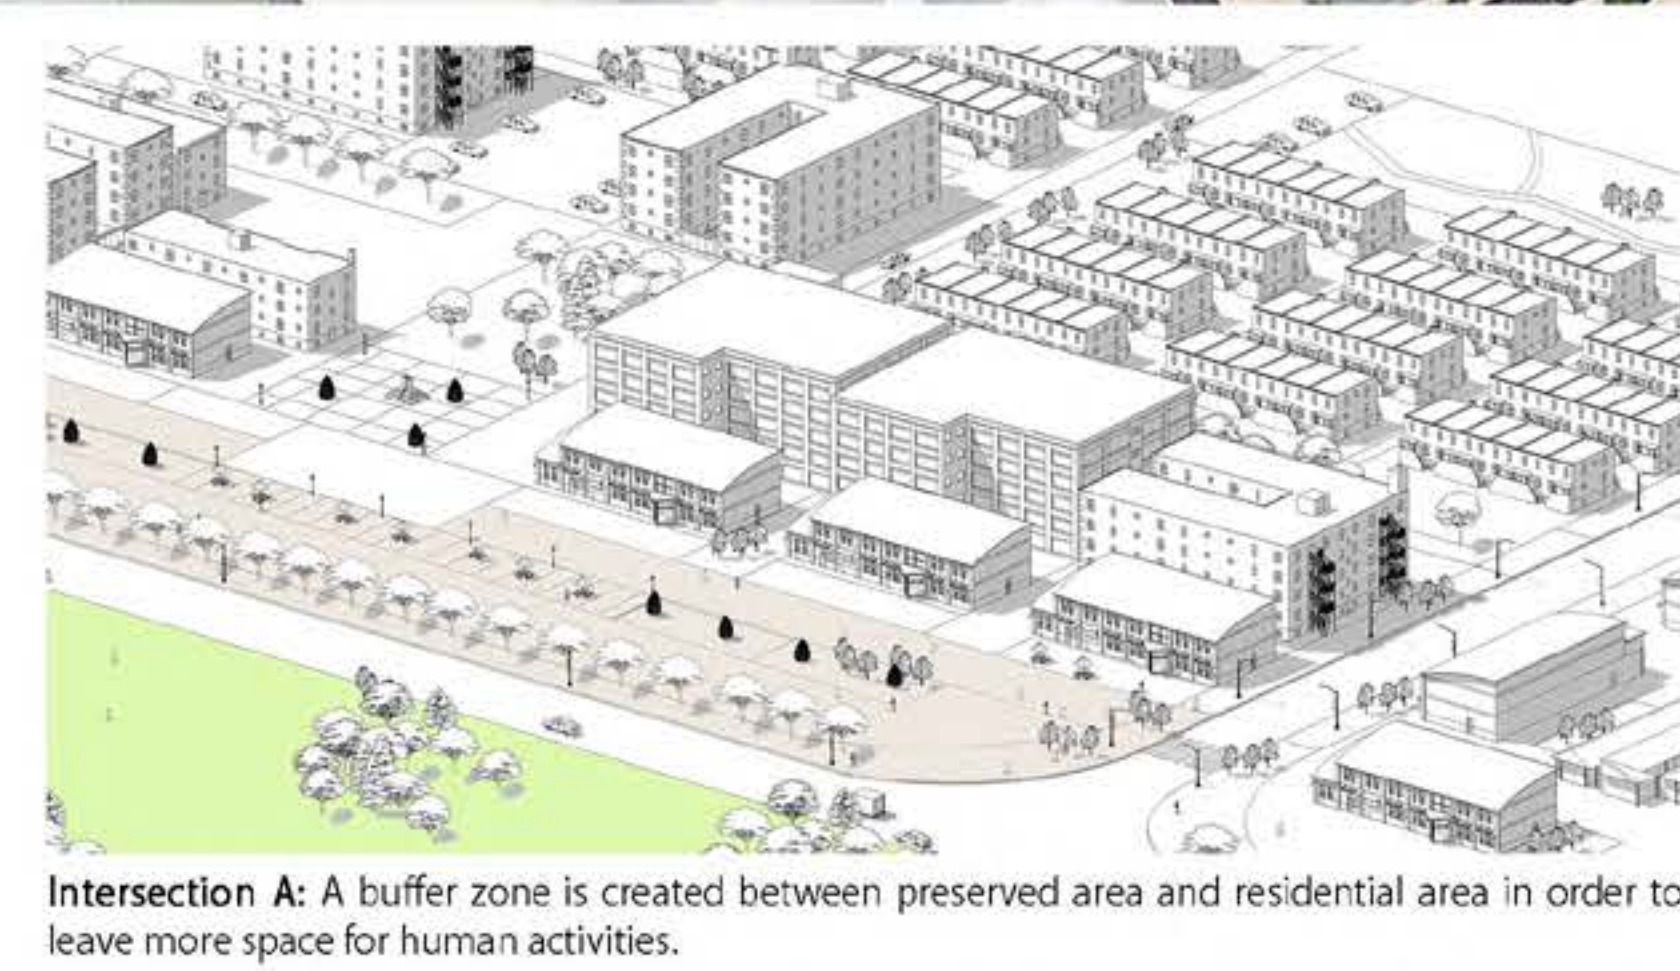 Intersection A: A buffer zone is created between preserved area and residential area in order to
leave more space for human activities.